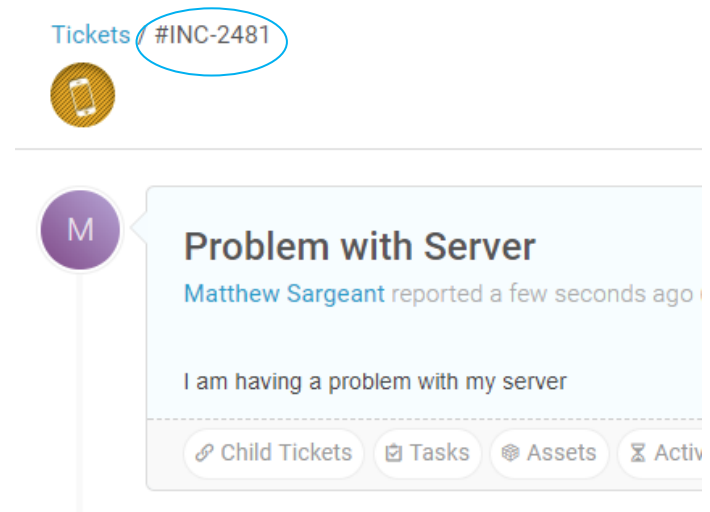 Tickets / #INC-2481
M
Problem with Server
Matthew Sargeant reported a few seconds ago
I am having a problem with my server
Child Tickets Tasks Assets Activ